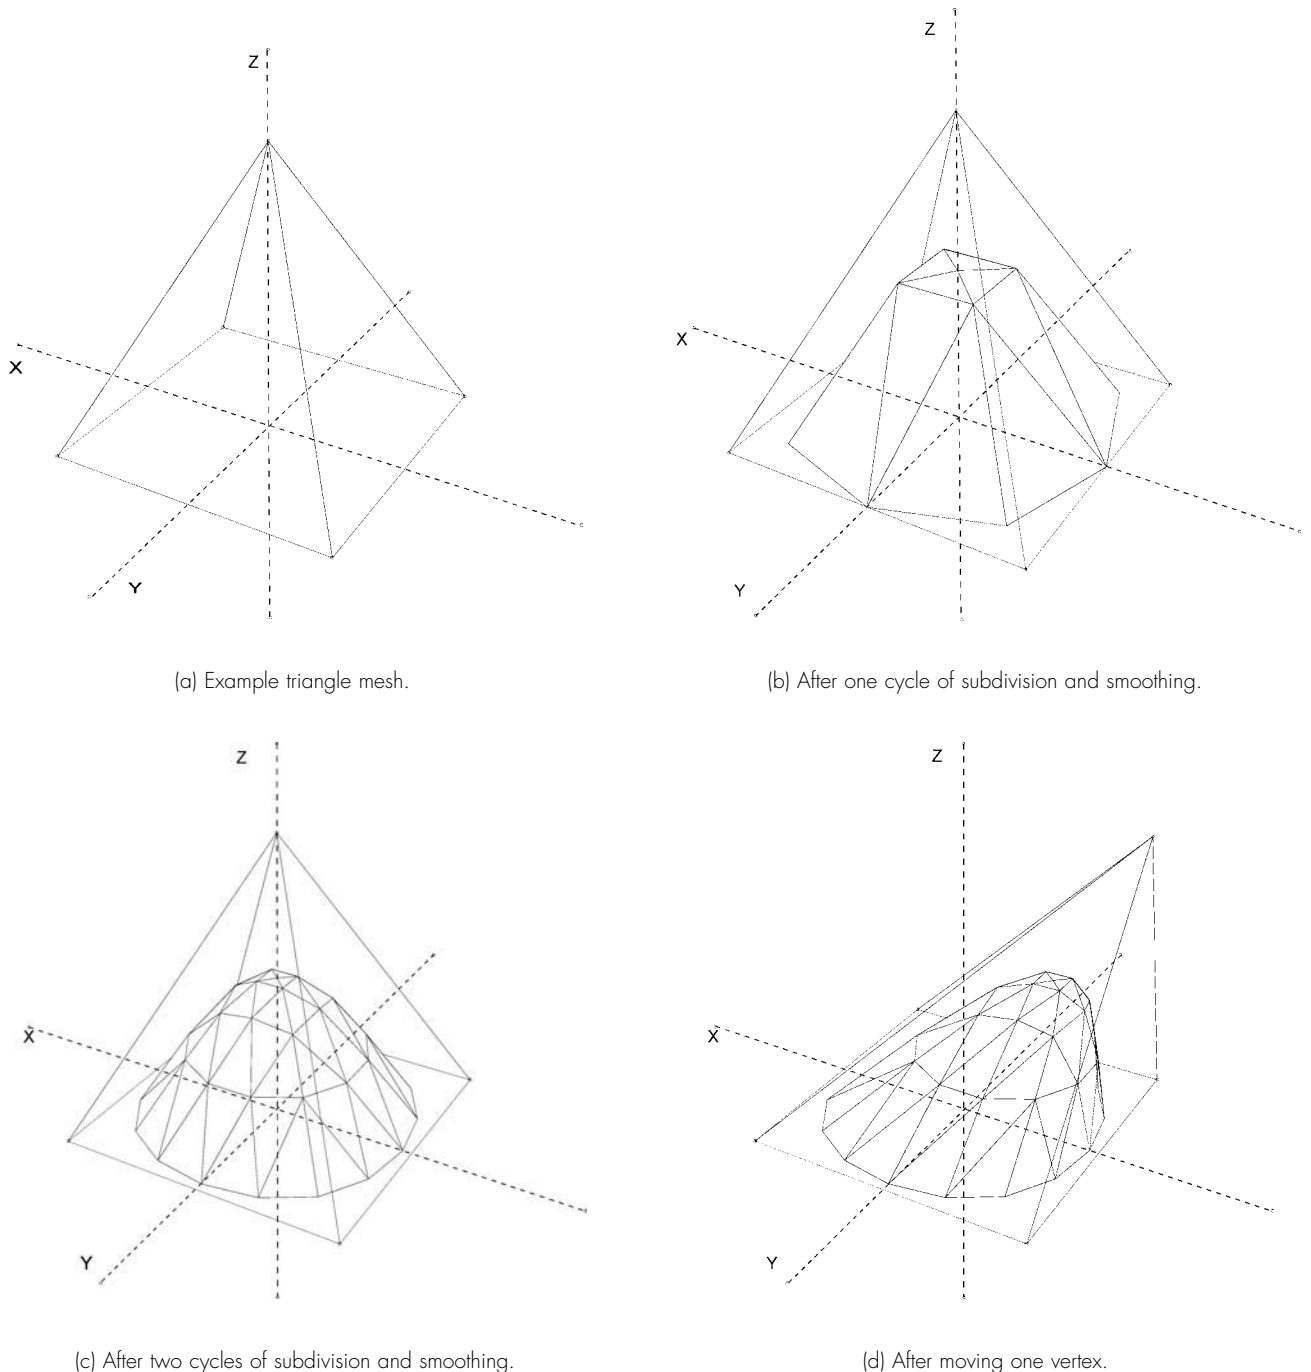 Z
Z
X
X
Y
Y
(a) Example triangle mesh.
(b) After one cycle of subdivision and smoothing.
Z
Z
X
X
Y
Y
(c) After two cycles of subdivision and smoothing.
(d) After moving one vertex.